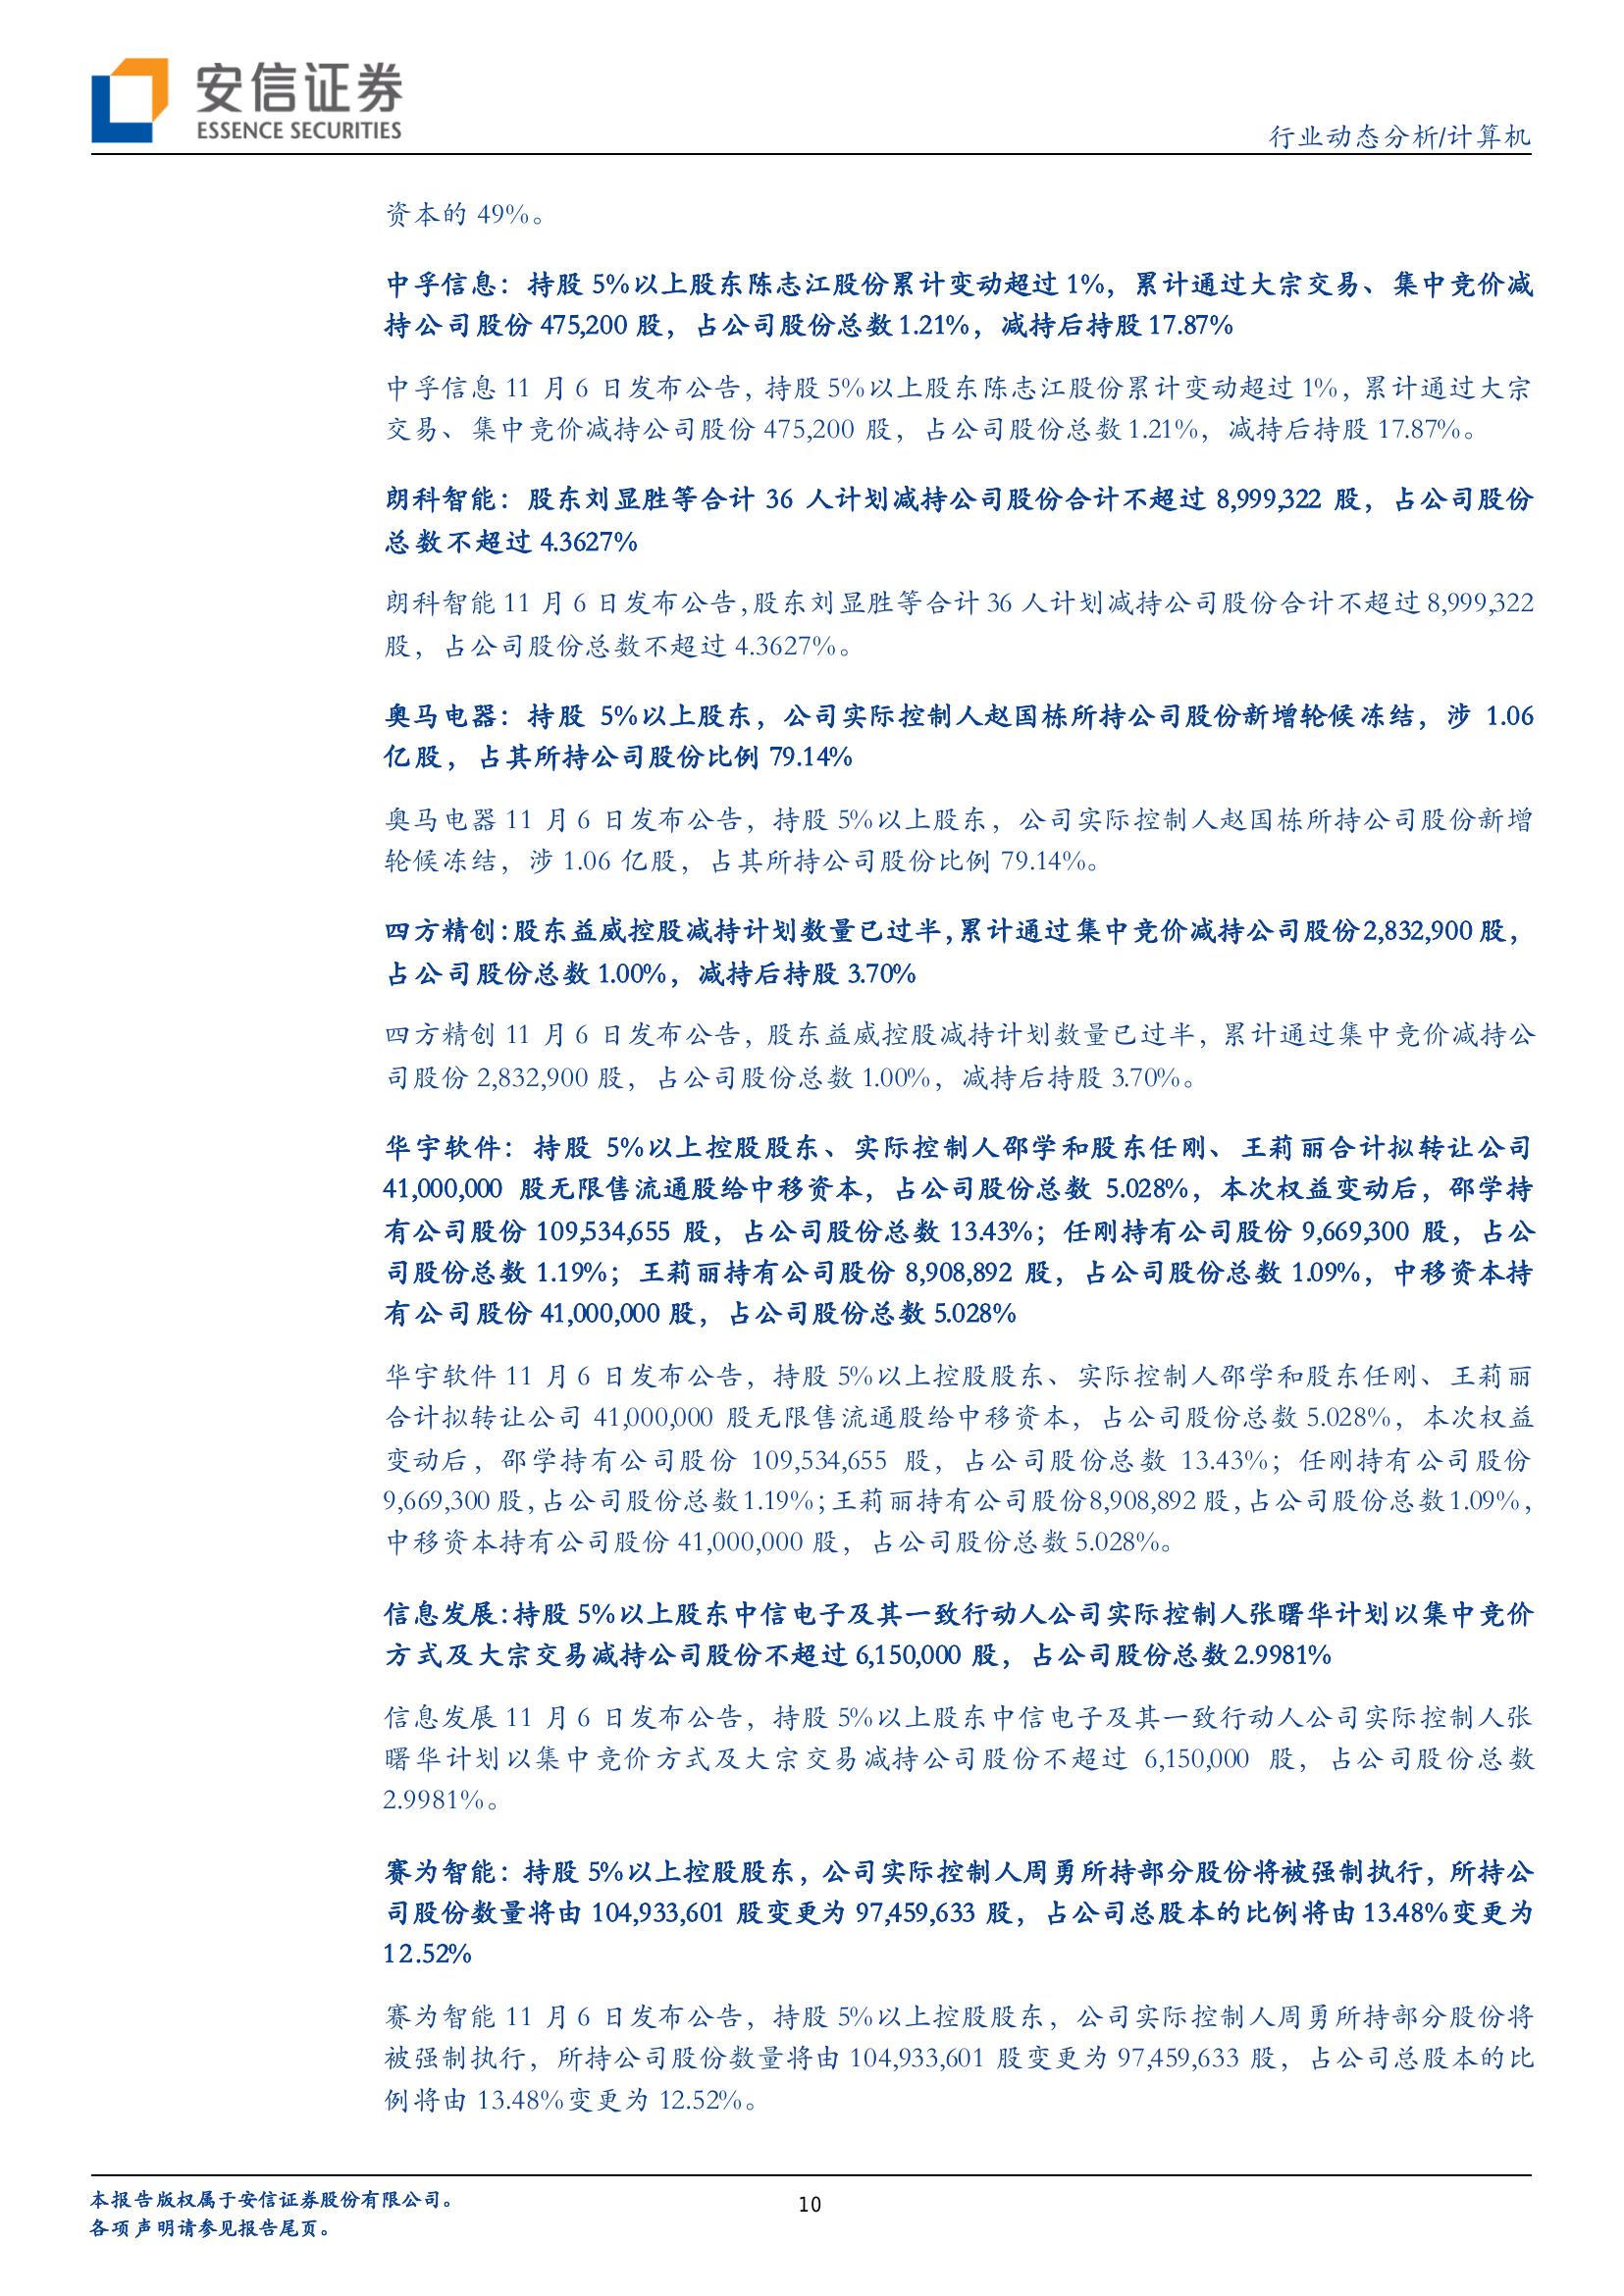 安信证券
ESSENCE SECURITIES
行业动态分析/计算机
资本的 49%。
中孚信息：持股 5%以上股东陈志江股份累计变动超过 1%，累计通过大宗交易、集中竞价减
持公司股份 475,200 股，占公司股份总数 1.21%，减持后持股 17.87%
中孚信息 11 月 6 日发布公告，持股 5%以上股东陈志江股份累计变动超过 1%，累计通过大宗
交易、集中竞价减持公司股份 475,200 股，占公司股份总数 1.21%，减持后持股 17.87%。
朗科智能：股东刘显胜等合计 36 人计划减持公司股份合计不超过 8,999,322 股，占公司股份
总数不超过 4.3627%
朗科智能 11 月 6 日发布公告，股东刘显胜等合计 36 人计划减持公司股份合计不超过 8,999,322
股，占公司股份总数不超过 4.3627%。
奥马电器：持股 5%以上股东，公司实际控制人赵国栋所持公司股份新增轮候冻结，涉 1.06
亿股，占其所持公司股份比例 79.14%
奥马电器 11 月 6 日发布公告，持股 5%以上股东，公司实际控制人赵国栋所持公司股份新增
轮候冻结，涉 1.06 亿股，占其所持公司股份比例 79.14%。
四方精创：股东益威控股减持计划数量已过半，累计通过集中竞价减持公司股份 2,832,900 股，
占公司股份总数 1.00%，减持后持股 3.70%
四方精创 11 月 6 日发布公告，股东益威控股减持计划数量已过半，累计通过集中竞价减持公
司股份 2,832,900 股，占公司股份总数 1.00%，减持后持股 3.70%。
华宇软件：持股 5%以上控股股东、实际控制人邵学和股东任刚、王莉丽合计拟转让公司
41,000,000 股无限售流通股给中移资本，占公司股份总数 5.028%，本次权益变动后，邵学持
有公司股份 109,534,655 股，占公司股份总数 13.43%；任刚持有公司股份 9,669,300 股，占公
司股份总数 1.19%；王莉丽持有公司股份 8,908,892 股，占公司股份总数 1.09%，中移资本持
有公司股份 41,000,000 股，占公司股份总数 5.028%
华宇软件 11 月 6 日发布公告，持股 5%以上控股股东、实际控制人邵学和股东任刚、王莉丽
合计拟转让公司 41,000,000 股无限售流通股给中移资本，占公司股份总数 5.028%，本次权益
变动后，邵学持有公司股份 109,534,655 股，占公司股份总数 13.43%；任刚持有公司股份
9,669,300 股，占公司股份总数 1.19%；王莉丽持有公司股份 8,908,892 股，占公司股份总数 1.09%，
中移资本持有公司股份 41,000,000 股，占公司股份总数 5.028%。
信息发展：持股 5%以上股东中信电子及其一致行动人公司实际控制人张曙华计划以集中竞价
方式及大宗交易减持公司股份不超过 6,150,000 股，占公司股份总数 2.9981%
信息发展 11 月 6 日发布公告，持股 5%以上股东中信电子及其一致行动人公司实际控制人张
曙华计划以集中竞价方式及大宗交易减持公司股份不超过 6,150,000 股，占公司股份总数
2.9981%。
赛为智能：持股 5%以上控股股东，公司实际控制人周勇所持部分股份将被强制执行，所持公
司股份数量将由 104,933,601 股变更为 97,459,633 股，占公司总股本的比例将由 13.48%变更为
12.52%
赛为智能 11 月 6 日发布公告，持股 5%以上控股股东，公司实际控制人周勇所持部分股份将
被强制执行，所持公司股份数量将由 104,933,601 股变更为 97,459,633 股，占公司总股本的比
例将由 13.48%变更为 12.52%。
本报告版权属于安信证券股份有限公司。
各项声明请参见报告尾页。
10